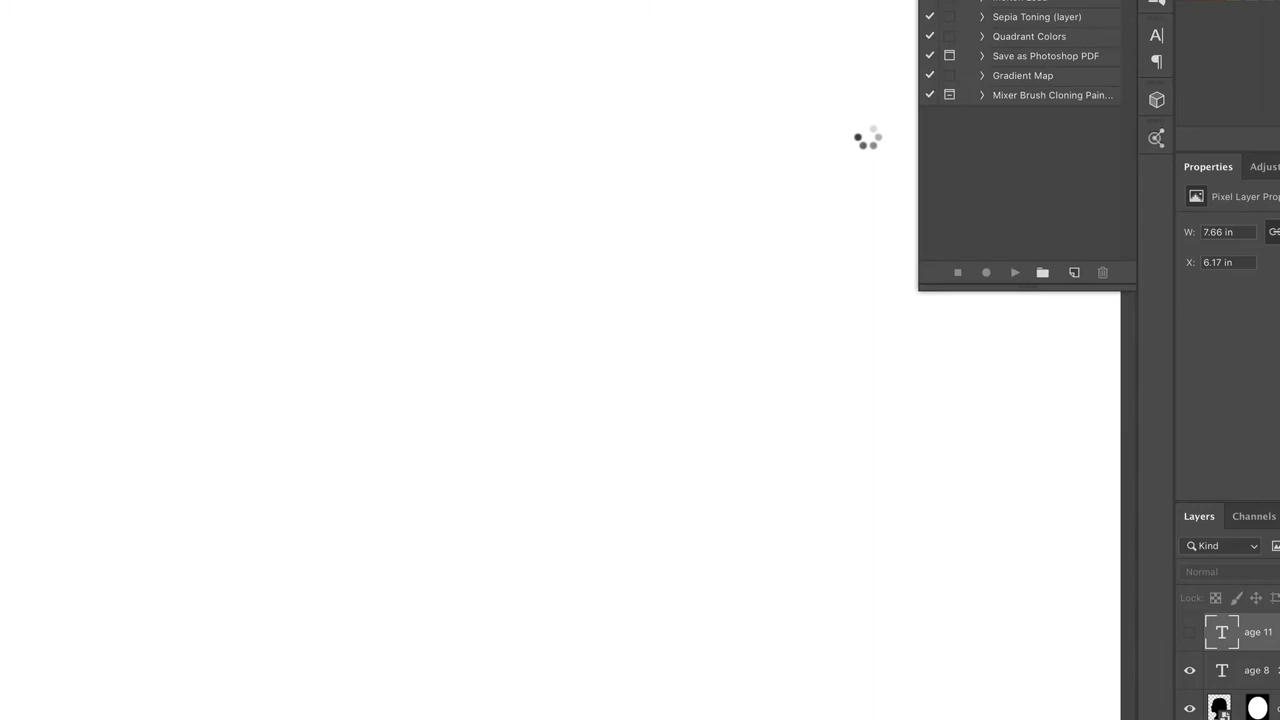 Sepia Toning (layer)
Quadrant Colors
Save as Photoshop PDF
Gradient Map
Mixer Brush Cloning Pain...
A|
Properties
Adjust
Pixel Layer Prop
W: 7.66 in
X: 6.17 in
Layers
Channels
Kind
Normal
Lock:
T age 11
T age 8